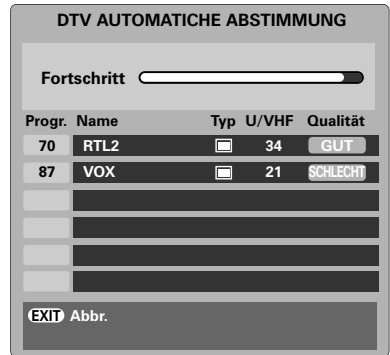 DTV AUTOMATICHE ABSTIMMUNG
Fortschritt
Progr. Name Typ U/VHF Qualität
70 RTL2 34 GUT
87 VOX 21 SCHLECHT
EXIT Abbr.